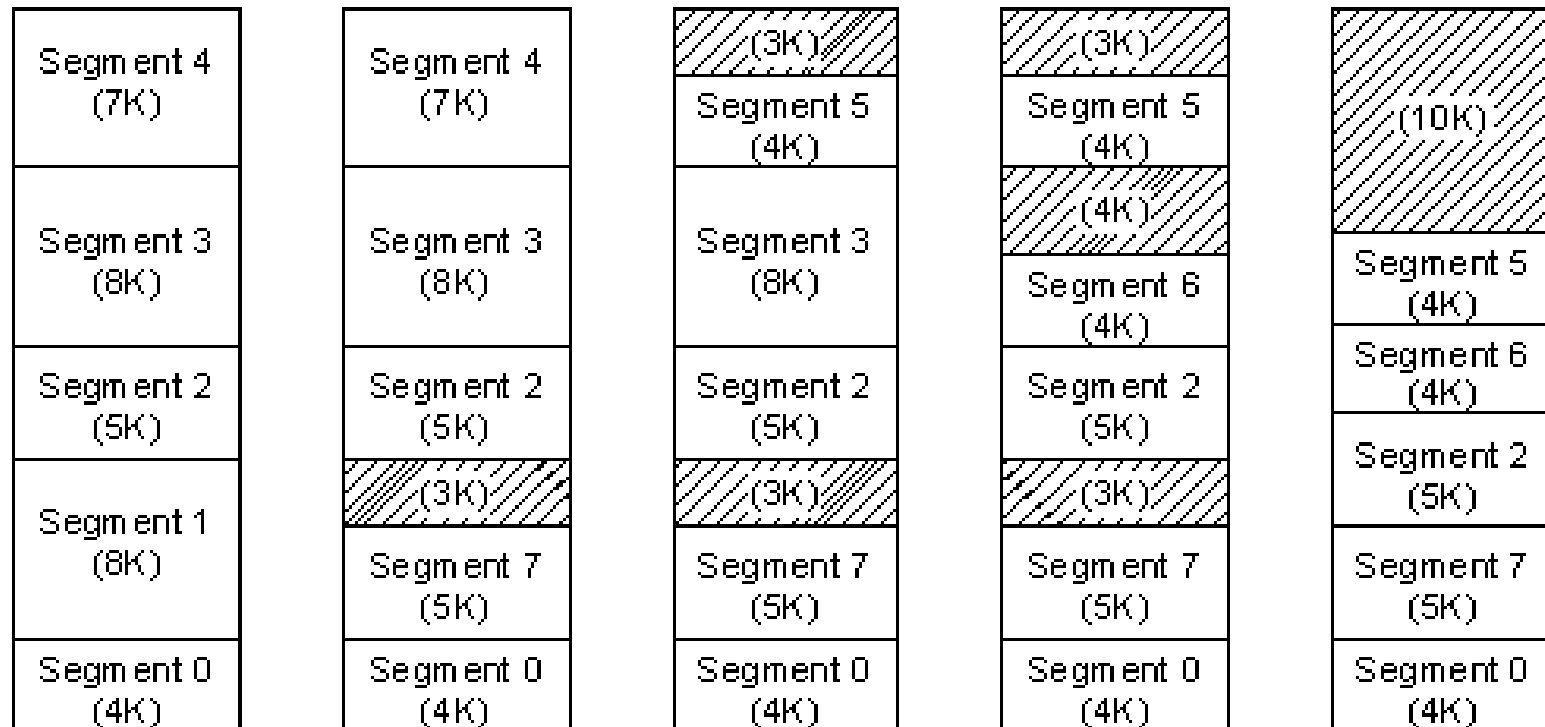 Segment 4
(7K)
Segment 3
(8K)
Segment 2
(5K)
Segment 1
(8K)
Segment 0
(4K)
Segment 4
(7K)
Segment 3
(8K)
Segment 2
(5K)
(3K)
Segment 7
(5K)
Segment 0
(4K)
(3K)
Segment 5
(4K)
Segment 3
(8K)
Segment 2
(5K)
(3K)
Segment 7
(5K)
Segment 0
(4K)
(3K)
Segment 5
(4K)
(4K)
Segment 6
(4K)
Segment 2
(5K)
(3K)
Segment 7
(5K)
Segment 0
(4K)
(10K)
Segment 5
(4K)
Segment 6
(4K)
Segment 2
(5K)
Segment 7
(5K)
Segment 0
(4K)